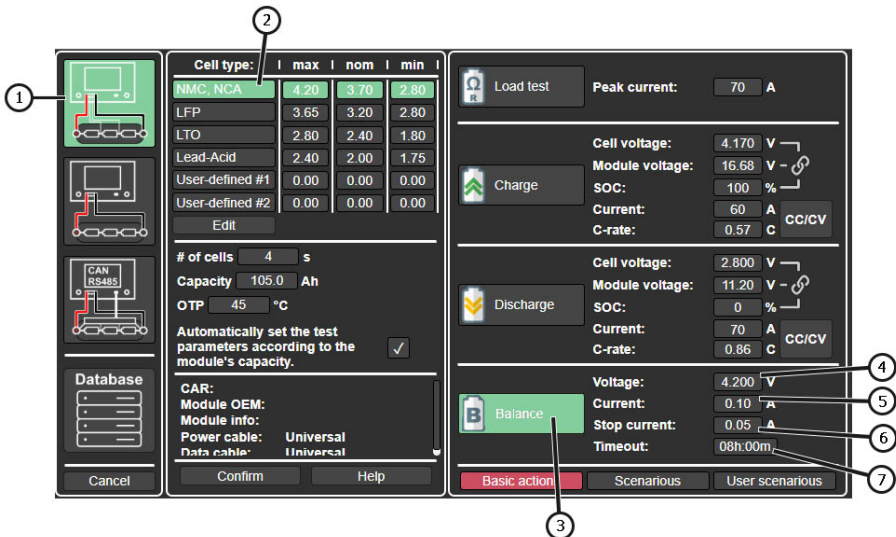 2
1
CAN
RS485
Database
Cancel
Cell type: max nom min
NMC, NCA 4.20 3.70 2.80
LFP 3.65 3.20 2.80
LTO 2.80 2.40 1.80
Lead-Acid 2.40 2.00 1.75
User-defined #1 0.00 0.00 0.00
User-defined #2 0.00 0.00 0.00
Edit
# of cells 4 s
Capacity 105.0 Ah
OTP 45 °C
Automatically set the test
parameters according to the
module's capacity. ✓
CAR:
Module OEM:
Module info:
Power cable: Universal
Data cable: Universal
Confirm Help
Ω
R
Load test Peak current: 70 A
Charge
Cell voltage: 4.170 V
Module voltage: 16.68 V
SOC: 100 %
Current: 60 A
C-rate: 0.57 C
CC/CV
Discharge
Cell voltage: 2.800 V
Module voltage: 11.20 V
SOC: 0 %
Current: 70 A
C-rate: 0.86 C
CC/CV
B
Balance
Voltage: 4.200 V
Current: 0.10 A
Stop current: 0.05 A
Timeout: 08h:00m
Basic action Scenarious User scenarious
4
5
6
7
3